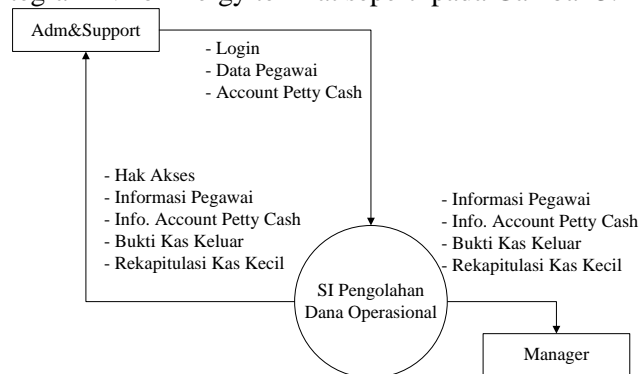 Adm&Support
- Login
- Data Pegawai
- Account Petty Cash
- Hak Akses
- Informasi Pegawai
- Info. Account Petty Cash
- Bukti Kas Keluar
- Rekapitulasi Kas Kecil
- Informasi Pegawai
- Info. Account Petty Cash
- Bukti Kas Keluar
- Rekapitulasi Kas Kecil
SI Pengolahan
Dana Operasional
Manager